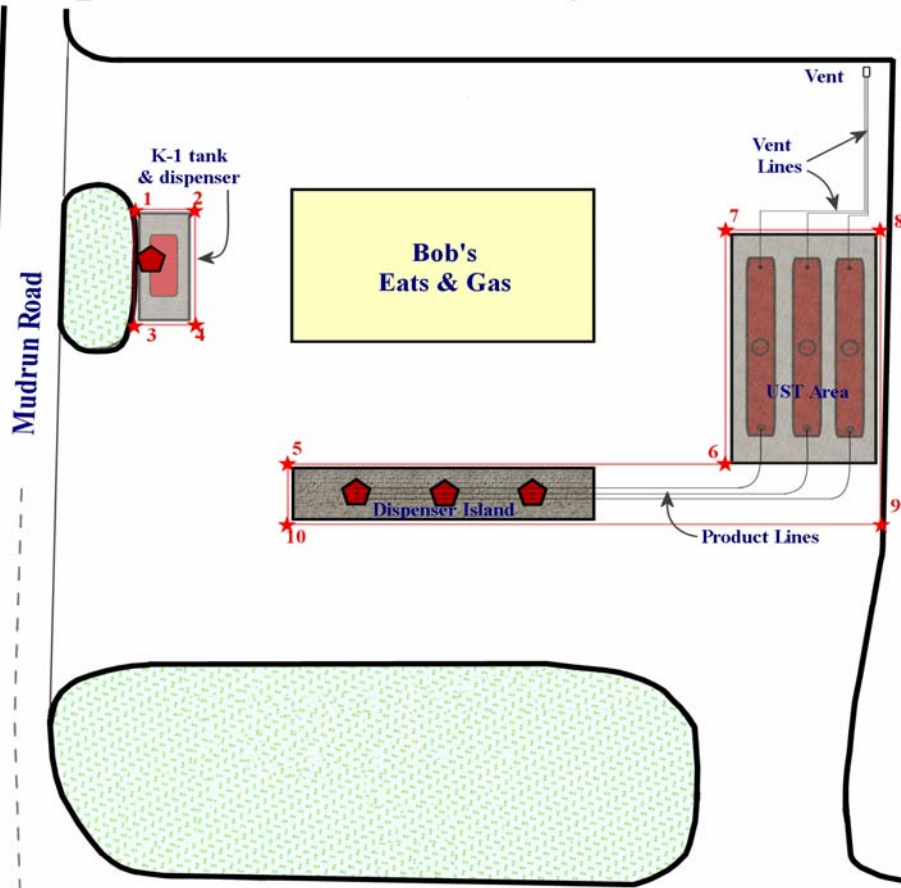 Vent
Vent
Lines
K-1 tank
& dispenser
1
2
7
8
Bob's
Eats & Gas
Mudrun Road
3
4
UST Area
5
6
Dispenser Island
9
10
Product Lines